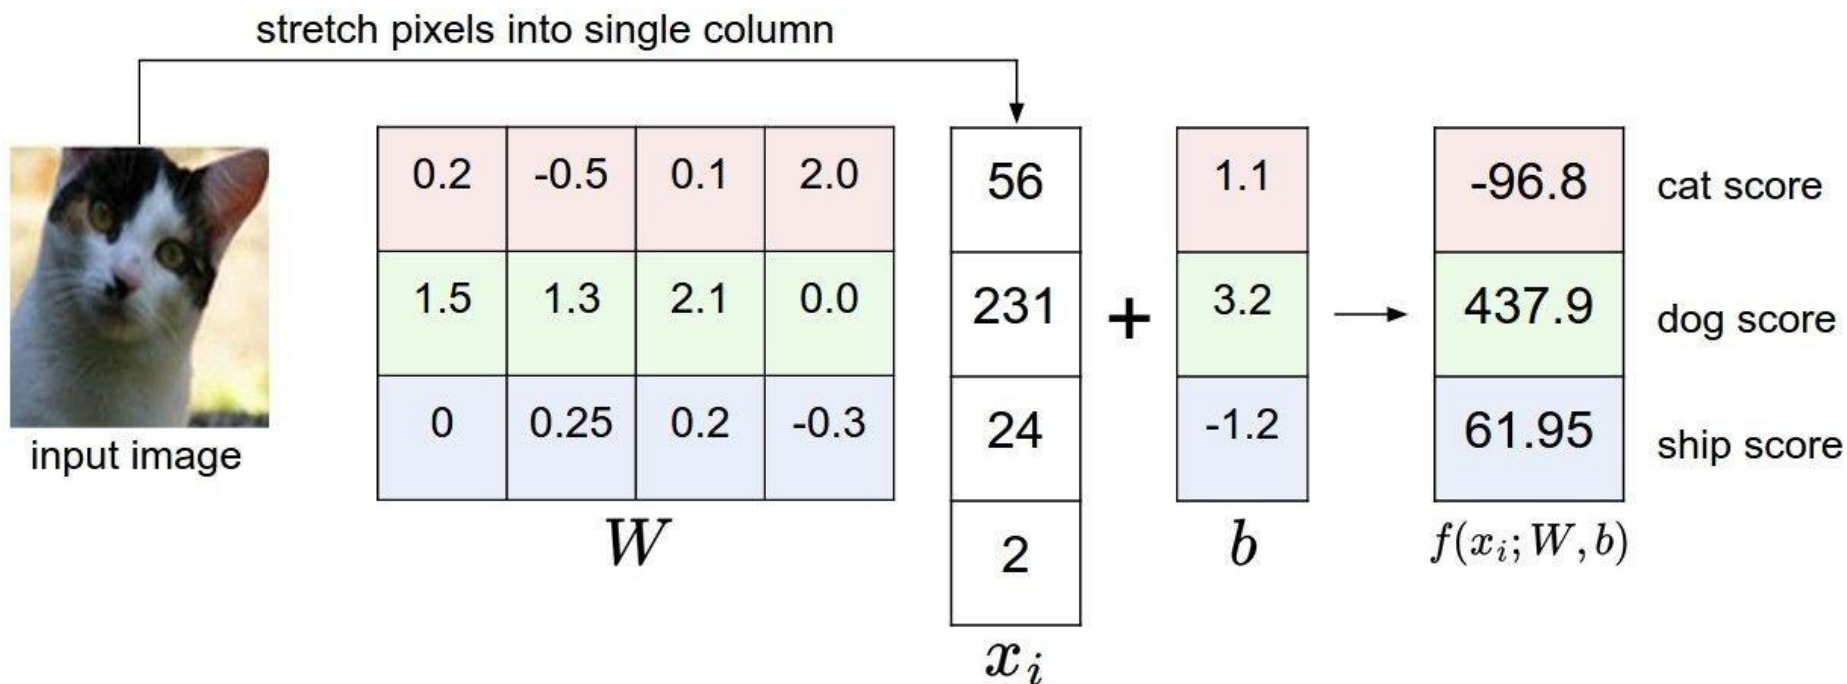 stretch pixels into single column
input image
0.2 -0.5 0.1 2.0
1.5 1.3 2.1 0.0
0 0.25 0.2 -0.3
W
56
231
24
2
x_i
+
1.1
3.2
-1.2
b
-96.8 cat score
437.9 dog score
61.95 ship score
f(x_i; W, b)